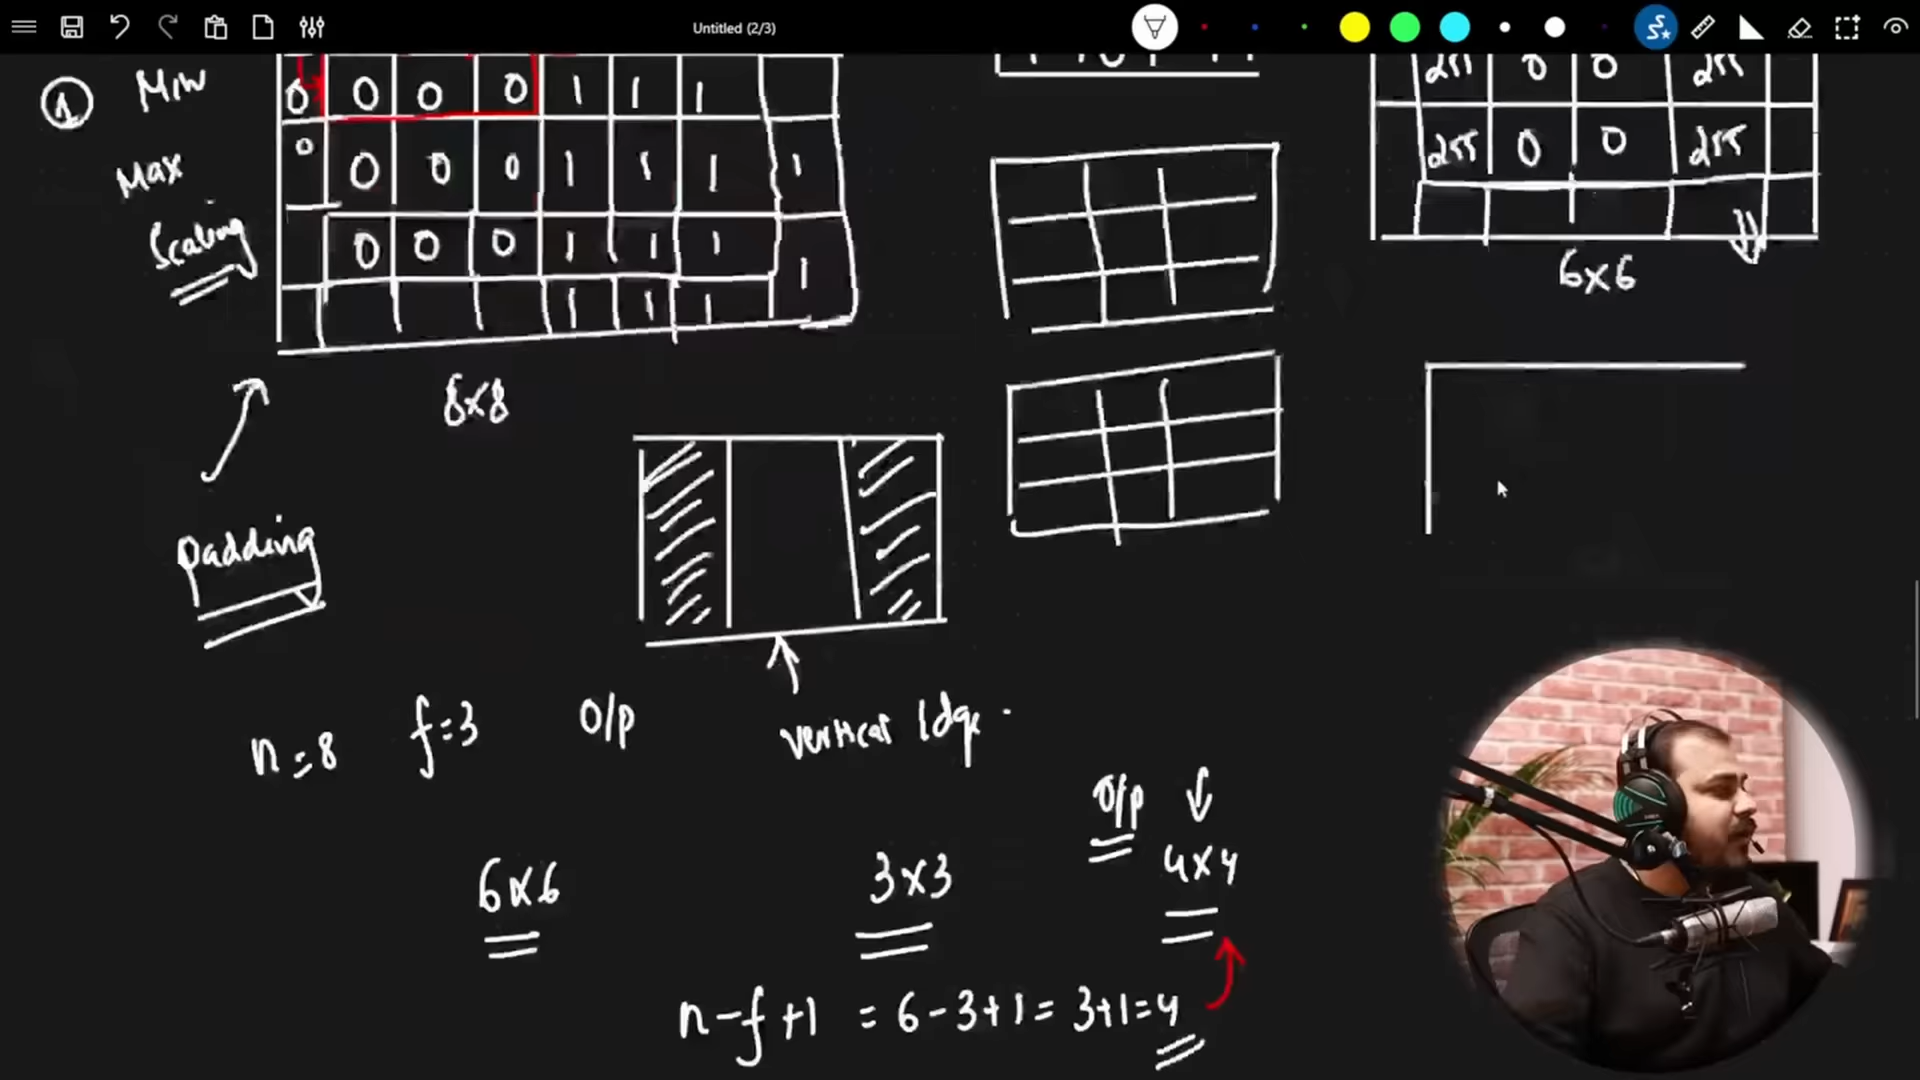 Untitled (2/3)
1 Min
Max
Scaling
0 0 0 0 1 1 1
0 0 0 0 1 1 1 1
0 0 0 1 1 1 1
1 1 1
8x8
255 0 0 255
255 0 0 255
6x6
Padding
n=8 f=3 O/p
Vertical Edge.
6x6 3x3 O/p 4x4
n-f+1 = 6-3+1 = 3+1=4